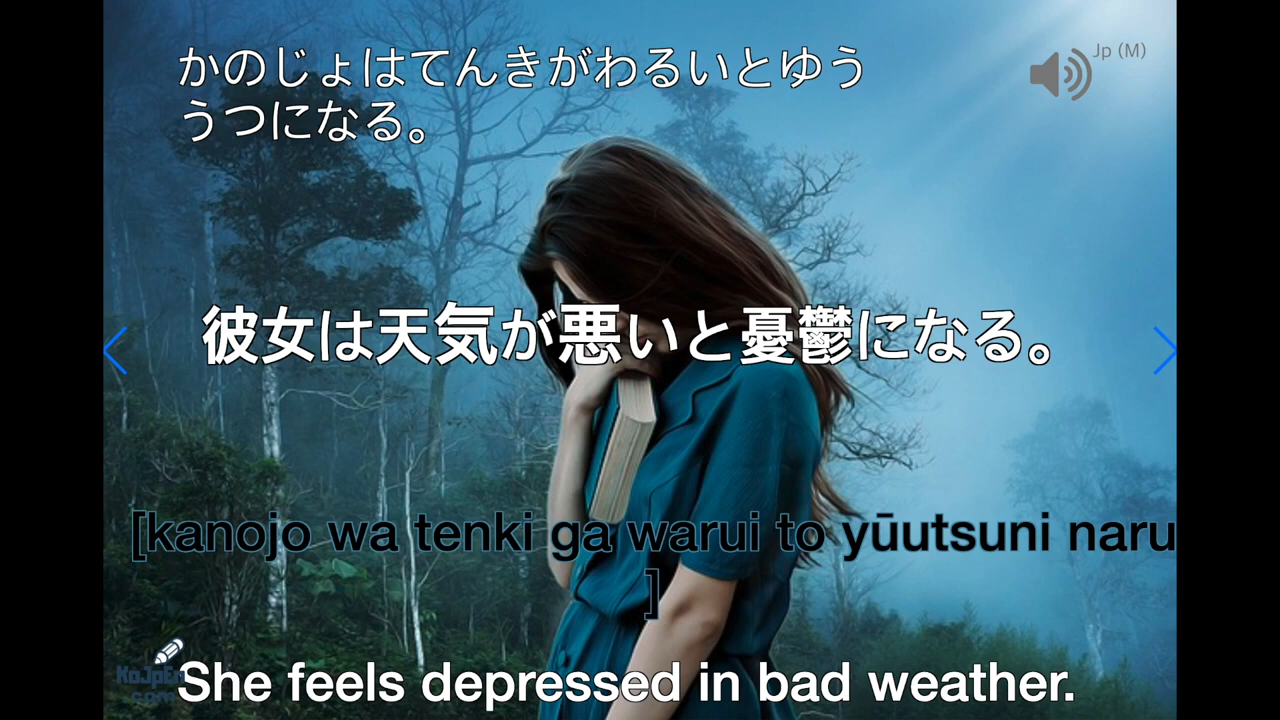 かのじょはてんきがわるいとゆう
うつになる。
Jp (M)
彼女は天気が悪いと憂鬱になる。
[kanojo wa tenki ga warui to yūutsuni naru
]
KoJpEn
.com
She feels depressed in bad weather.